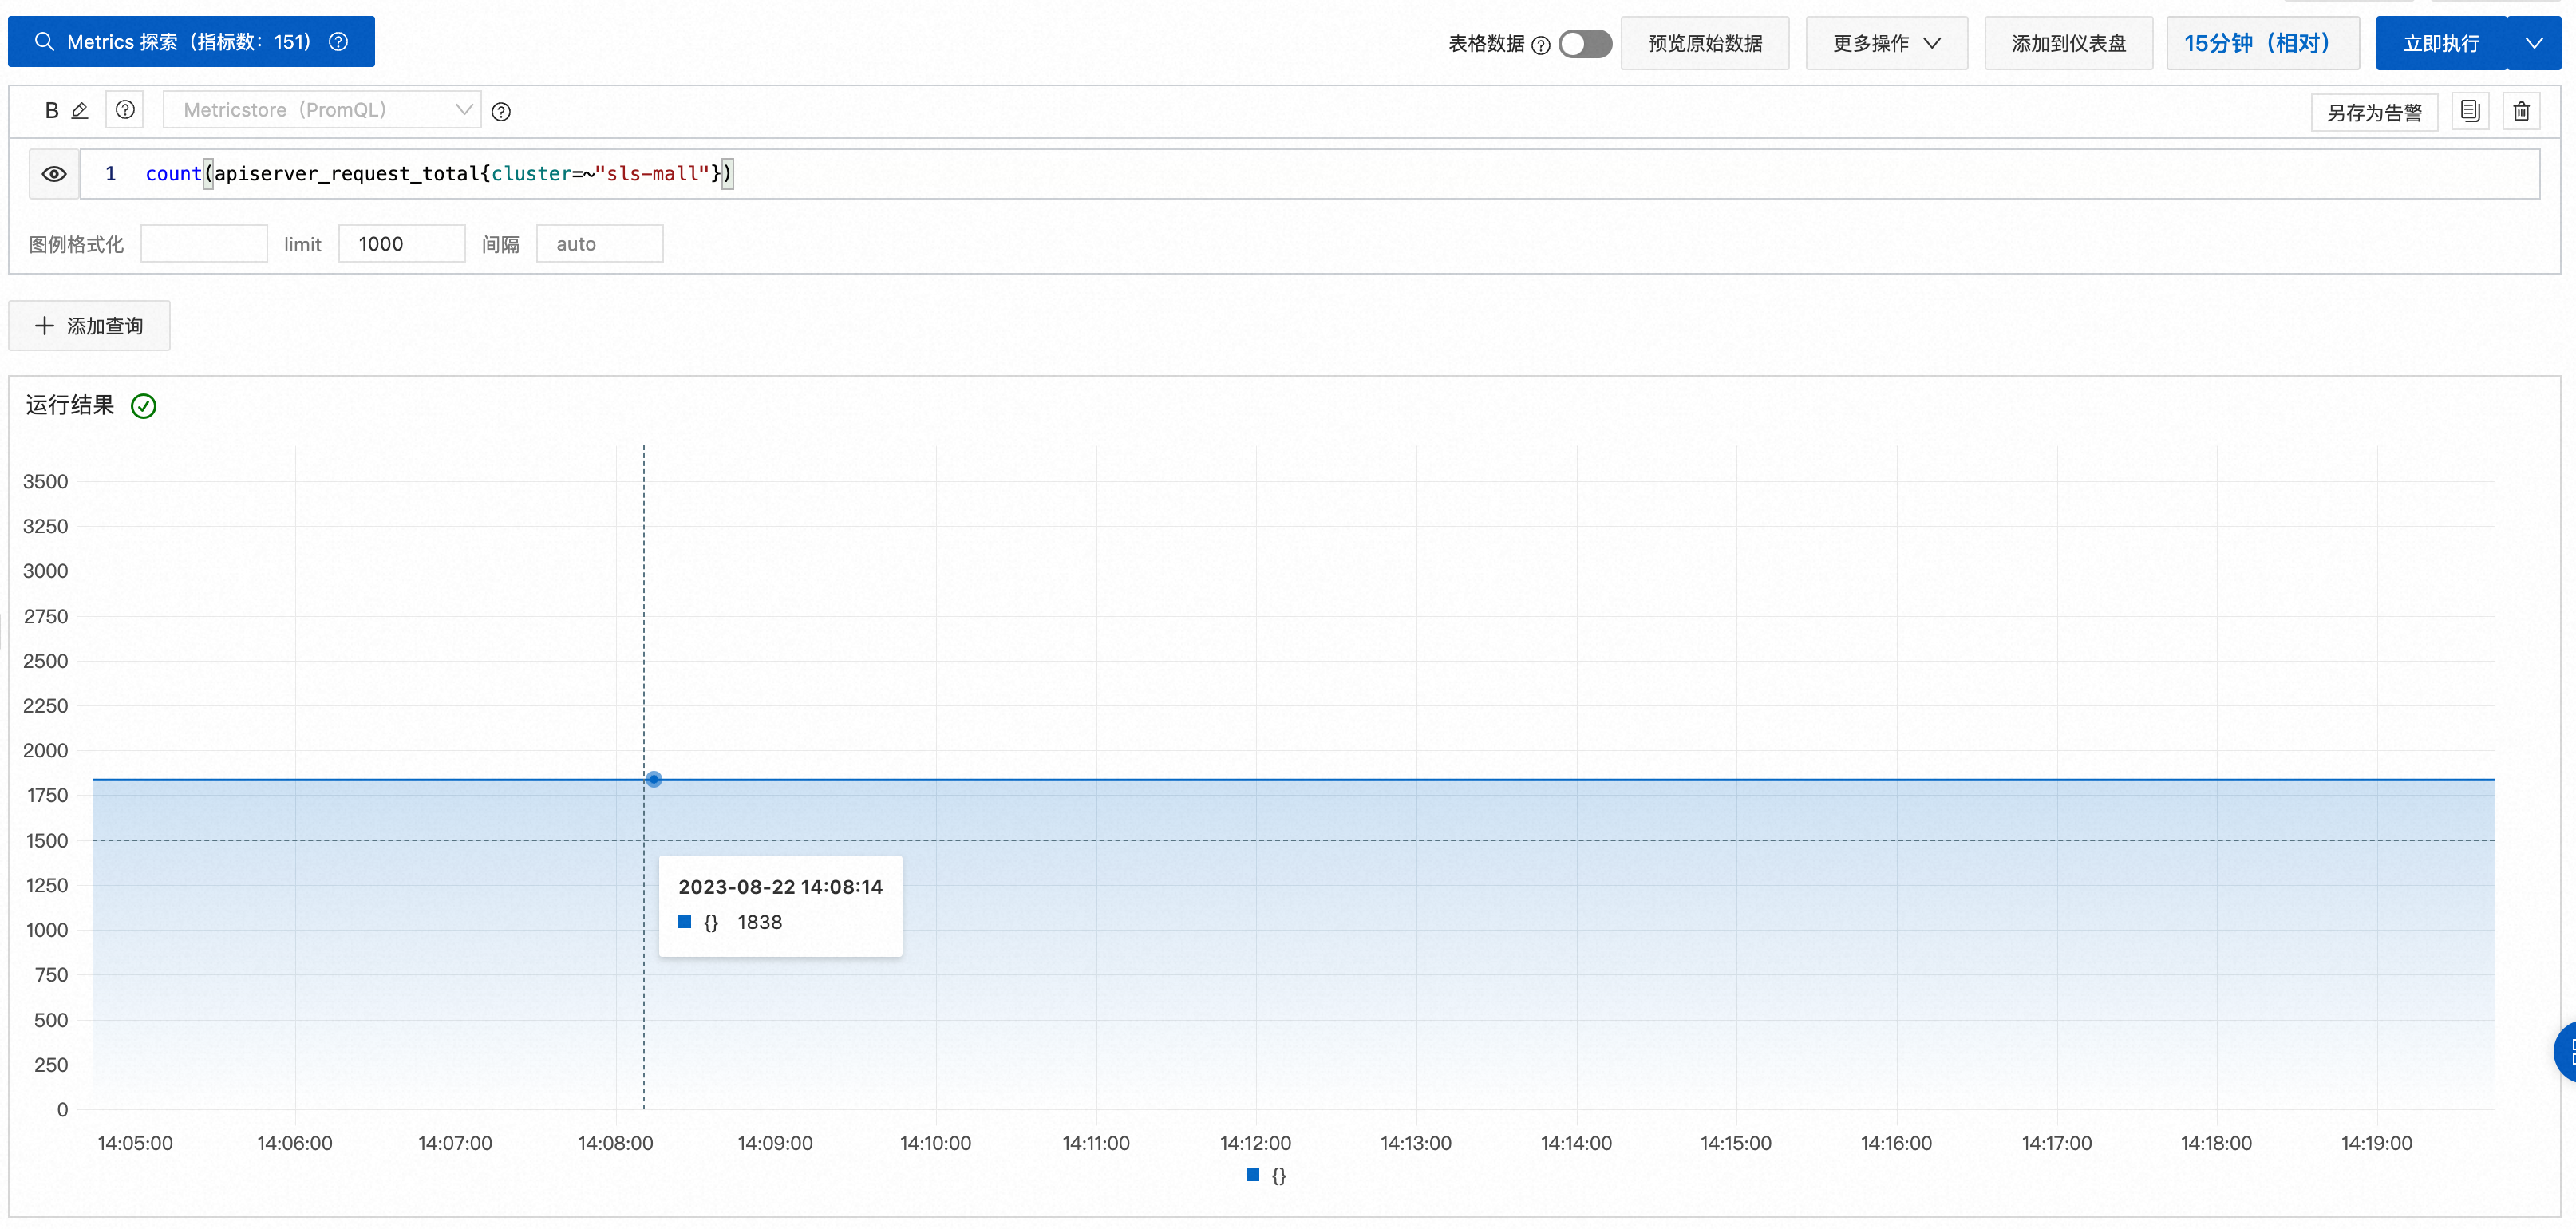 Metrics 探索（指标数：151）
表格数据
预览原始数据
更多操作
添加到仪表盘
15分钟（相对）
立即执行
B
Metricstore（PromQL）
另存为告警
1 count(apiserver_request_total{cluster=~"sls-mall"})
图例格式化 limit 1000 间隔 auto
添加查询
运行结果
3500
3250
3000
2750
2500
2250
2000
1750
1500
1250
1000
750
500
250
0
2023-08-22 14:08:14
{} 1838
14:05:00 14:06:00 14:07:00 14:08:00 14:09:00 14:10:00 14:11:00 14:12:00 14:13:00 14:14:00 14:15:00 14:16:00 14:17:00 14:18:00 14:19:00
{}